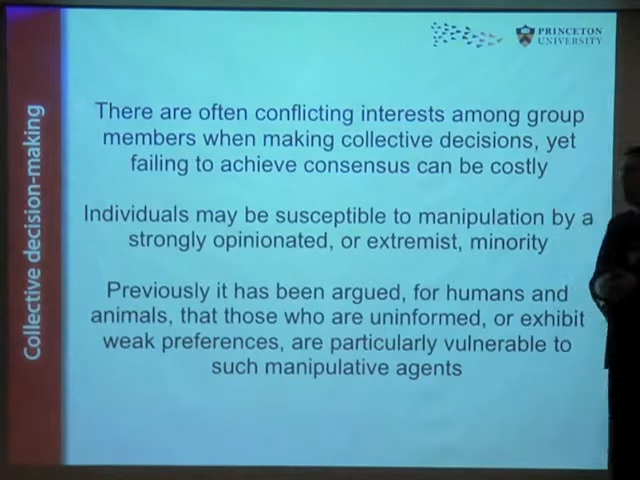 PRINCETON
UNIVERSITY
Collective decision-making
There are often conflicting interests among group
members when making collective decisions, yet
failing to achieve consensus can be costly
Individuals may be susceptible to manipulation by a
strongly opinionated, or extremist, minority
Previously it has been argued, for humans and
animals, that those who are uninformed, or exhibit
weak preferences, are particularly vulnerable to
such manipulative agents